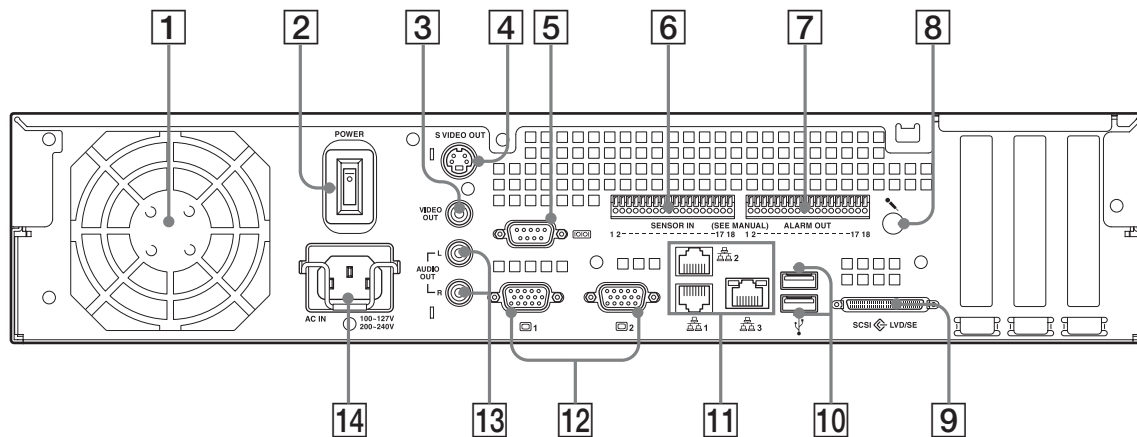 1
2
3
4
5
6
7
8
POWER
S VIDEO OUT
VIDEO
OUT
SENSOR IN (SEE MANUAL) ALARM OUT
1 2 17 18 1 2 17 18
L
AUDIO
OUT
R
2
AC IN 100~127V
200~240V
1
2
1
3
SCSI LVD/SE
14
13
12
11
10
9